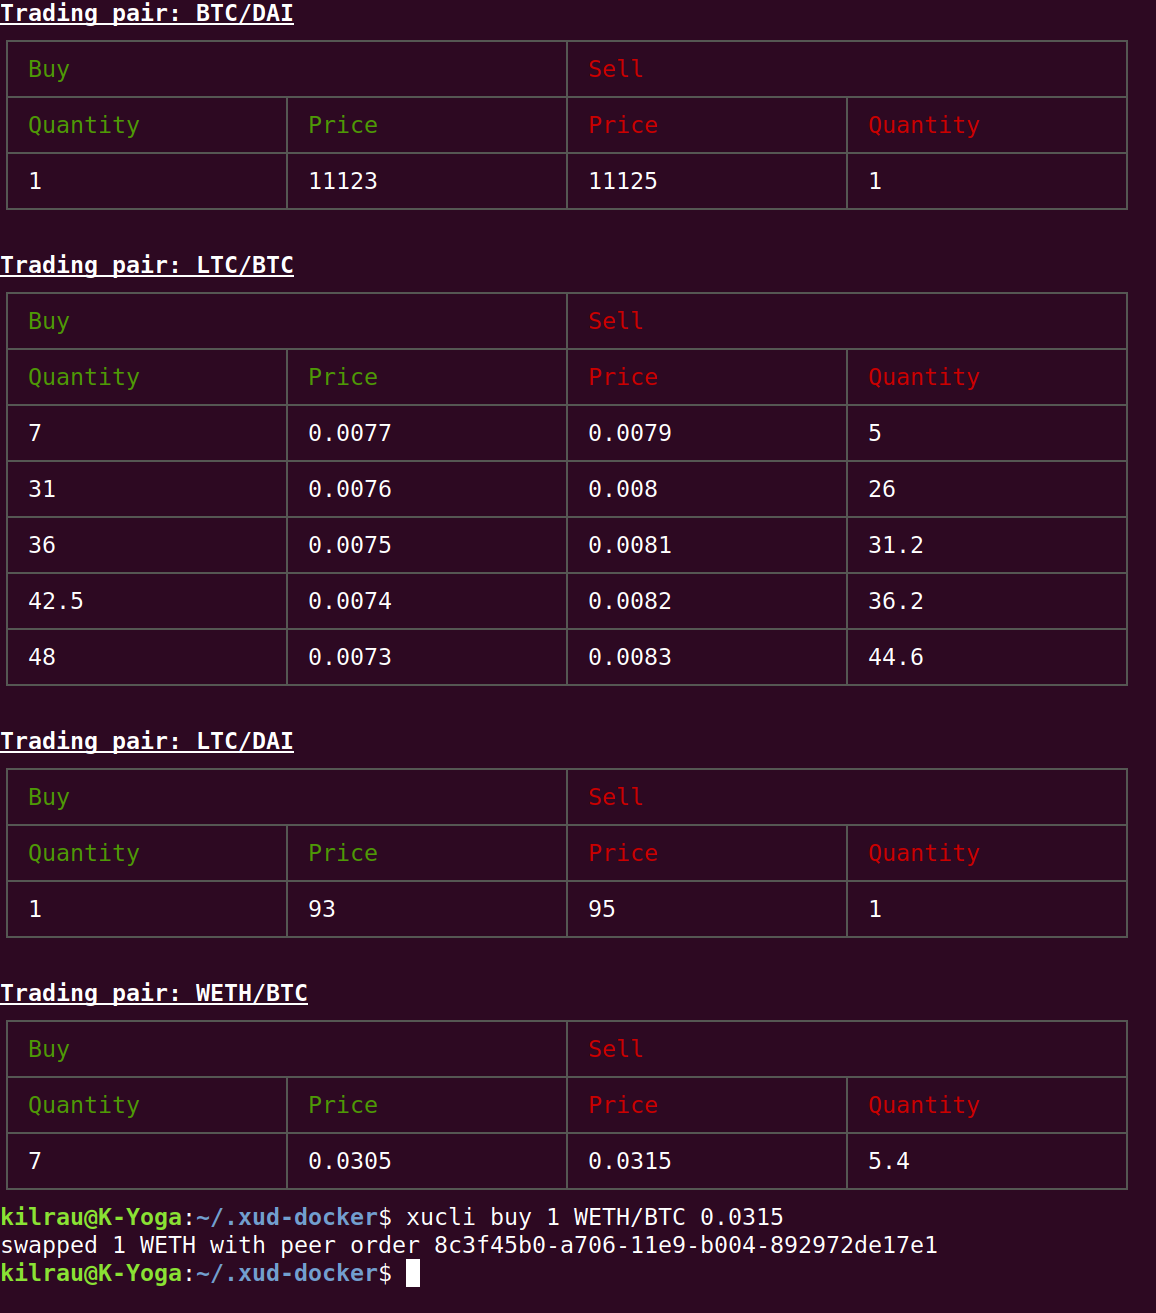 Trading pair: BTC/DAI
Buy Sell
Quantity Price Price Quantity
1 11123 11125 1
Trading pair: LTC/BTC
Buy Sell
Quantity Price Price Quantity
7 0.0077 0.0079 5
31 0.0076 0.008 26
36 0.0075 0.0081 31.2
42.5 0.0074 0.0082 36.2
48 0.0073 0.0083 44.6
Trading pair: LTC/DAI
Buy Sell
Quantity Price Price Quantity
1 93 95 1
Trading pair: WETH/BTC
Buy Sell
Quantity Price Price Quantity
7 0.0305 0.0315 5.4
kilrau@K-Yoga:~/.xud-docker$ xucli buy 1 WETH/BTC 0.0315
swapped 1 WETH with peer order 8c3f45b0-a706-11e9-b004-892972de17e1
kilrau@K-Yoga:~/.xud-docker$